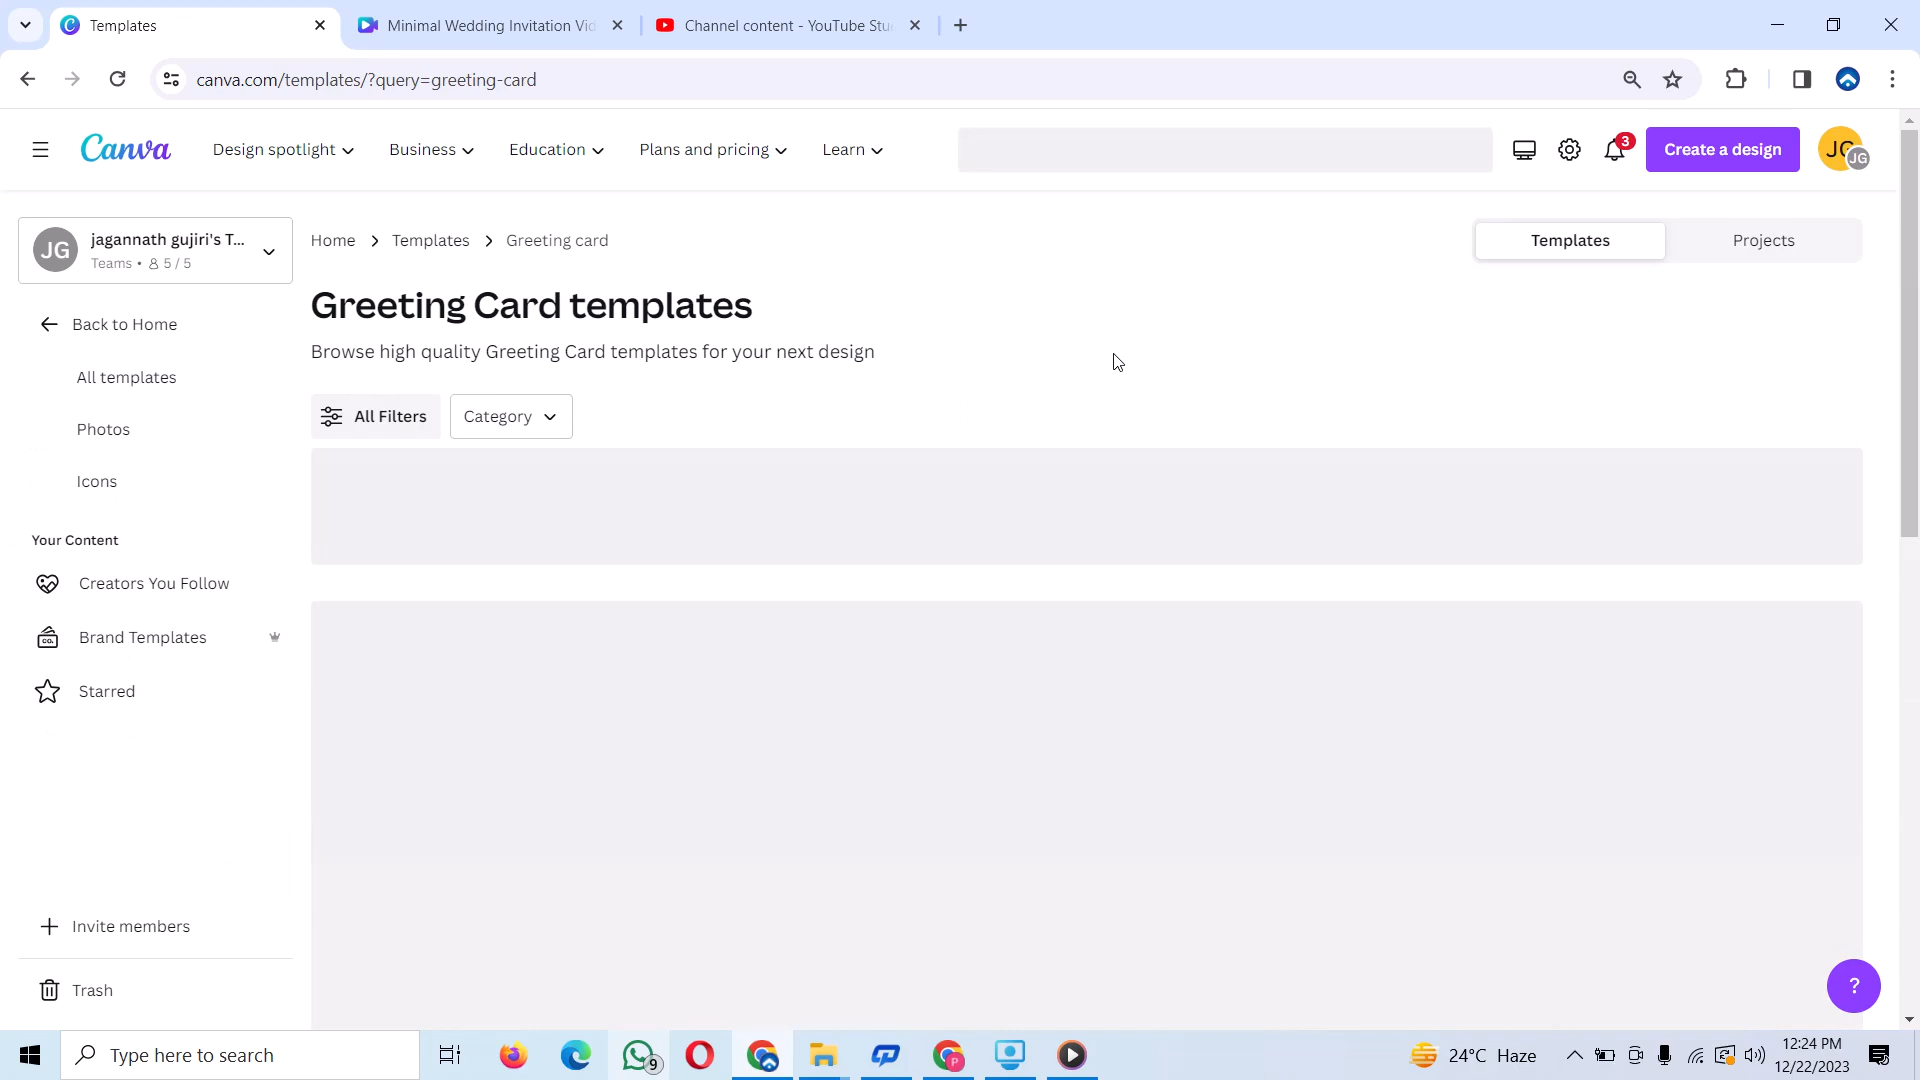 Templates
Minimal Wedding Invitation Vid
Channel content - YouTube Stu
canva.com/templates/?query=greeting-card
Canva
Design spotlight
Business
Education
Plans and pricing
Learn
3
Create a design
JG
JG
JG
jagannath gujiri's T...
Teams • 5 / 5
Home
Templates
Greeting card
Templates
Projects
Back to Home
Greeting Card templates
Browse high quality Greeting Card templates for your next design
All templates
All Filters
Category
Photos
Icons
Your Content
Creators You Follow
CO.
Brand Templates
Starred
Invite members
Trash
?
Type here to search
9
P
24°C Haze
12:24 PM
12/22/2023